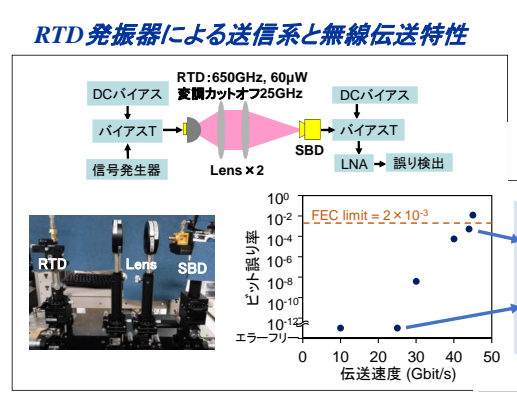 RTD発振器による送信系と無線伝送特性
RTD:650GHz, 60μW
変調カットオフ25GHz
DCバイアス
バイアスT
信号発生器
Lens×2
SBD
DCバイアス
バイアスT
LNA
誤り検出
RTD
Lens
SBD
ビット誤り率
10⁰
10⁻²
10⁻⁴
10⁻⁶
10⁻⁸
10⁻¹⁰
10⁻¹²
エラーフリー
FEC limit = 2×10⁻³
0 10 20 30 40 50
伝送速度 (Gbit/s)